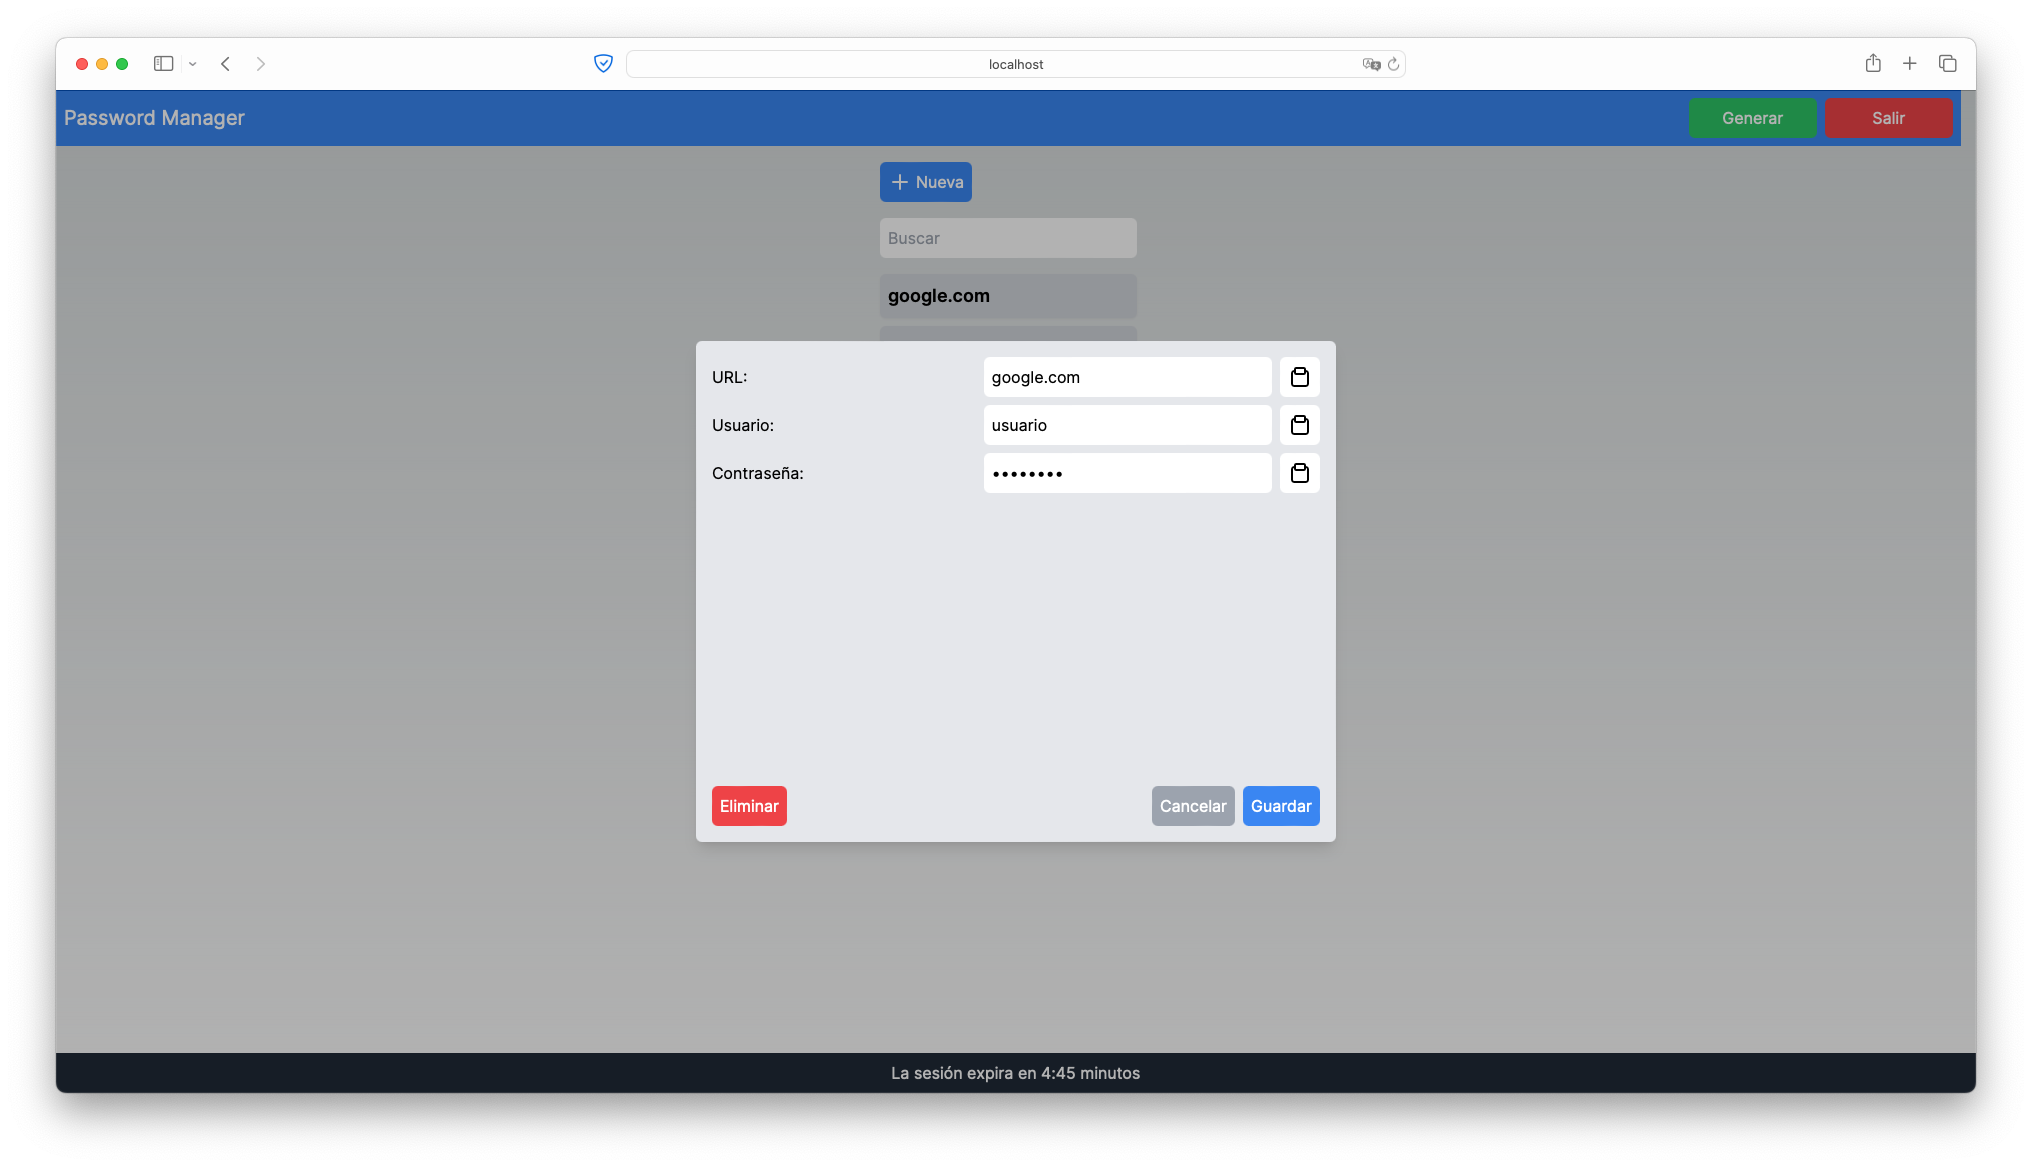 localhost
Password Manager
Generar
Salir
Nueva
Buscar
google.com
URL:
google.com
Usuario:
usuario
Contraseña:
••••••••
Eliminar
Cancelar
Guardar
La sesión expira en 4:45 minutos